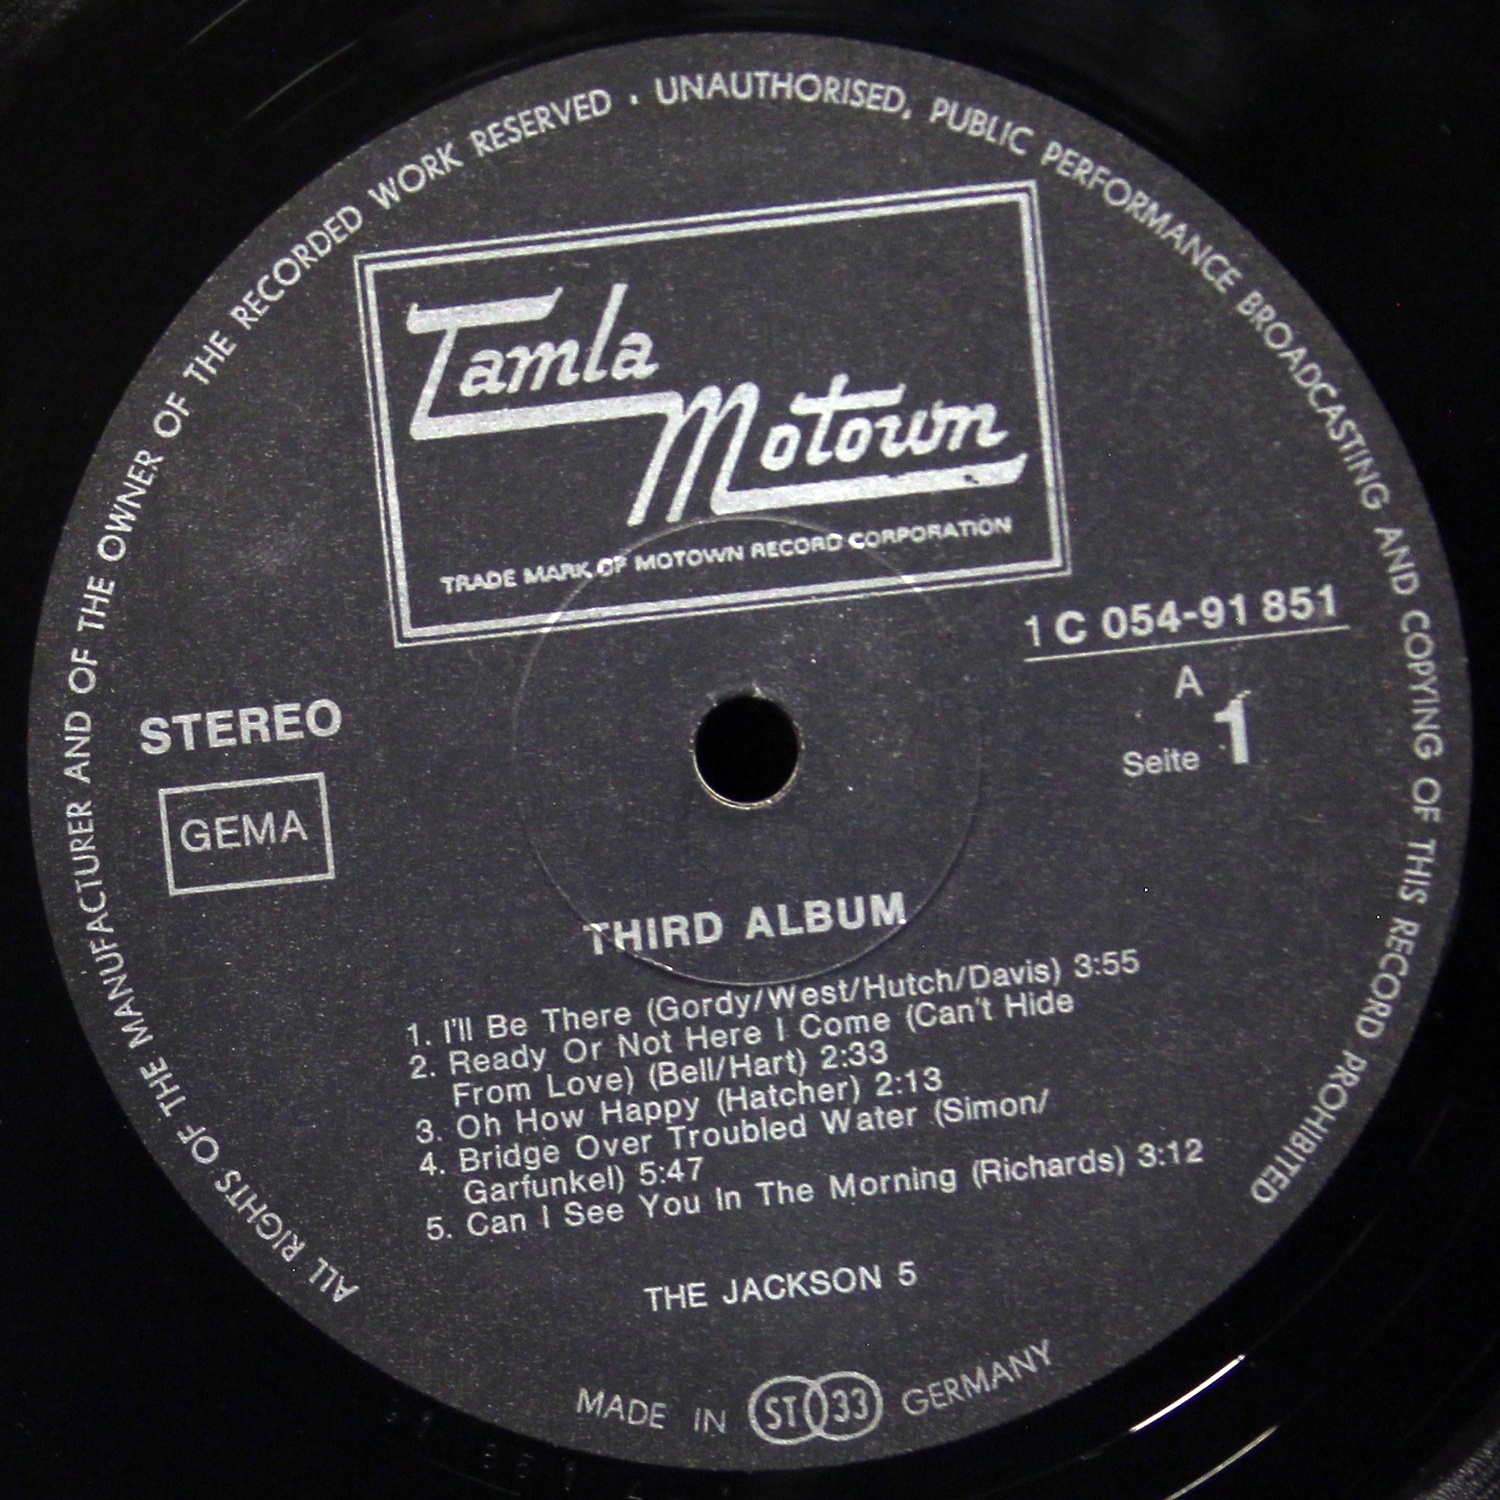 ALL RIGHTS OF THE MANUFACTURER AND OF THE OWNER OF THE RECORDED WORK RESERVED · UNAUTHORISED, PUBLIC PERFORMANCE BROADCASTING AND COPYING OF THIS RECORD PROHIBITED
Tamla
Motown
TRADE MARK OF MOTOWN RECORD CORPORATION
1 C 054-91 851
A
STEREO
Seite 1
GEMA
THIRD ALBUM
1. I'll Be There (Gordy/West/Hutch/Davis) 3:55
2. Ready Or Not Here I Come (Can't Hide
From Love) (Bell/Hart) 2:33
3. Oh How Happy (Hatcher) 2:13
4. Bridge Over Troubled Water (Simon/
Garfunkel) 5:47
5. Can I See You In The Morning (Richards) 3:12
THE JACKSON 5
MADE IN ST 33 GERMANY